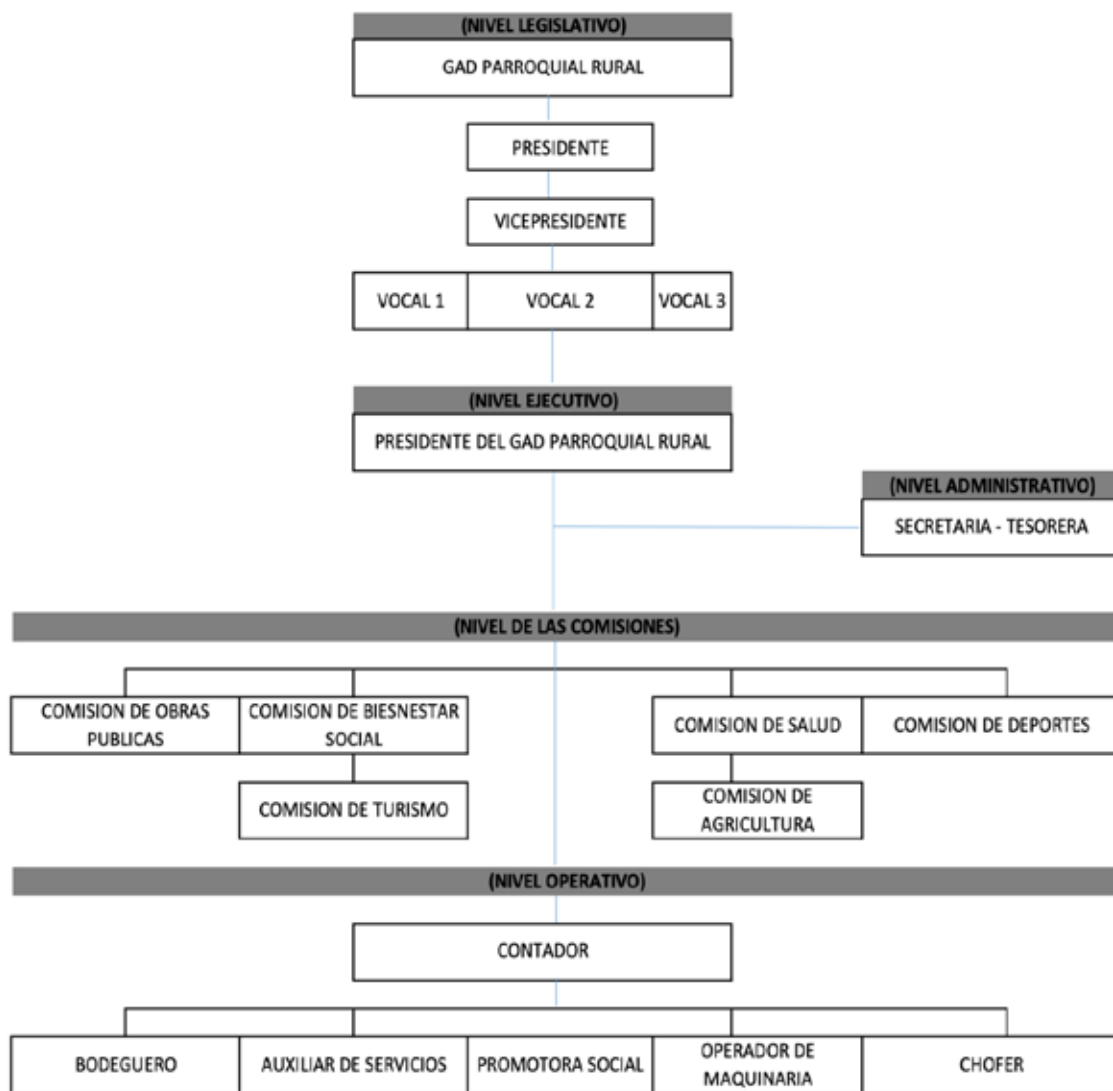 (NIVEL LEGISLATIVO)
GAD PARROQUIAL RURAL
PRESIDENTE
VICEPRESIDENTE
VOCAL 1
VOCAL 2
VOCAL 3
(NIVEL EJECUTIVO)
PRESIDENTE DEL GAD PARROQUIAL RURAL
(NIVEL ADMINISTRATIVO)
SECRETARIA - TESORERA
(NIVEL DE LAS COMISIONES)
COMISION DE OBRAS
PUBLICAS
COMISION DE BIESNESTAR
SOCIAL
COMISION DE SALUD
COMISION DE DEPORTES
COMISION DE TURISMO
COMISION DE
AGRICULTURA
(NIVEL OPERATIVO)
CONTADOR
BODEGUERO
AUXILIAR DE SERVICIOS
PROMOTORA SOCIAL
OPERADOR DE
MAQUINARIA
CHOFER